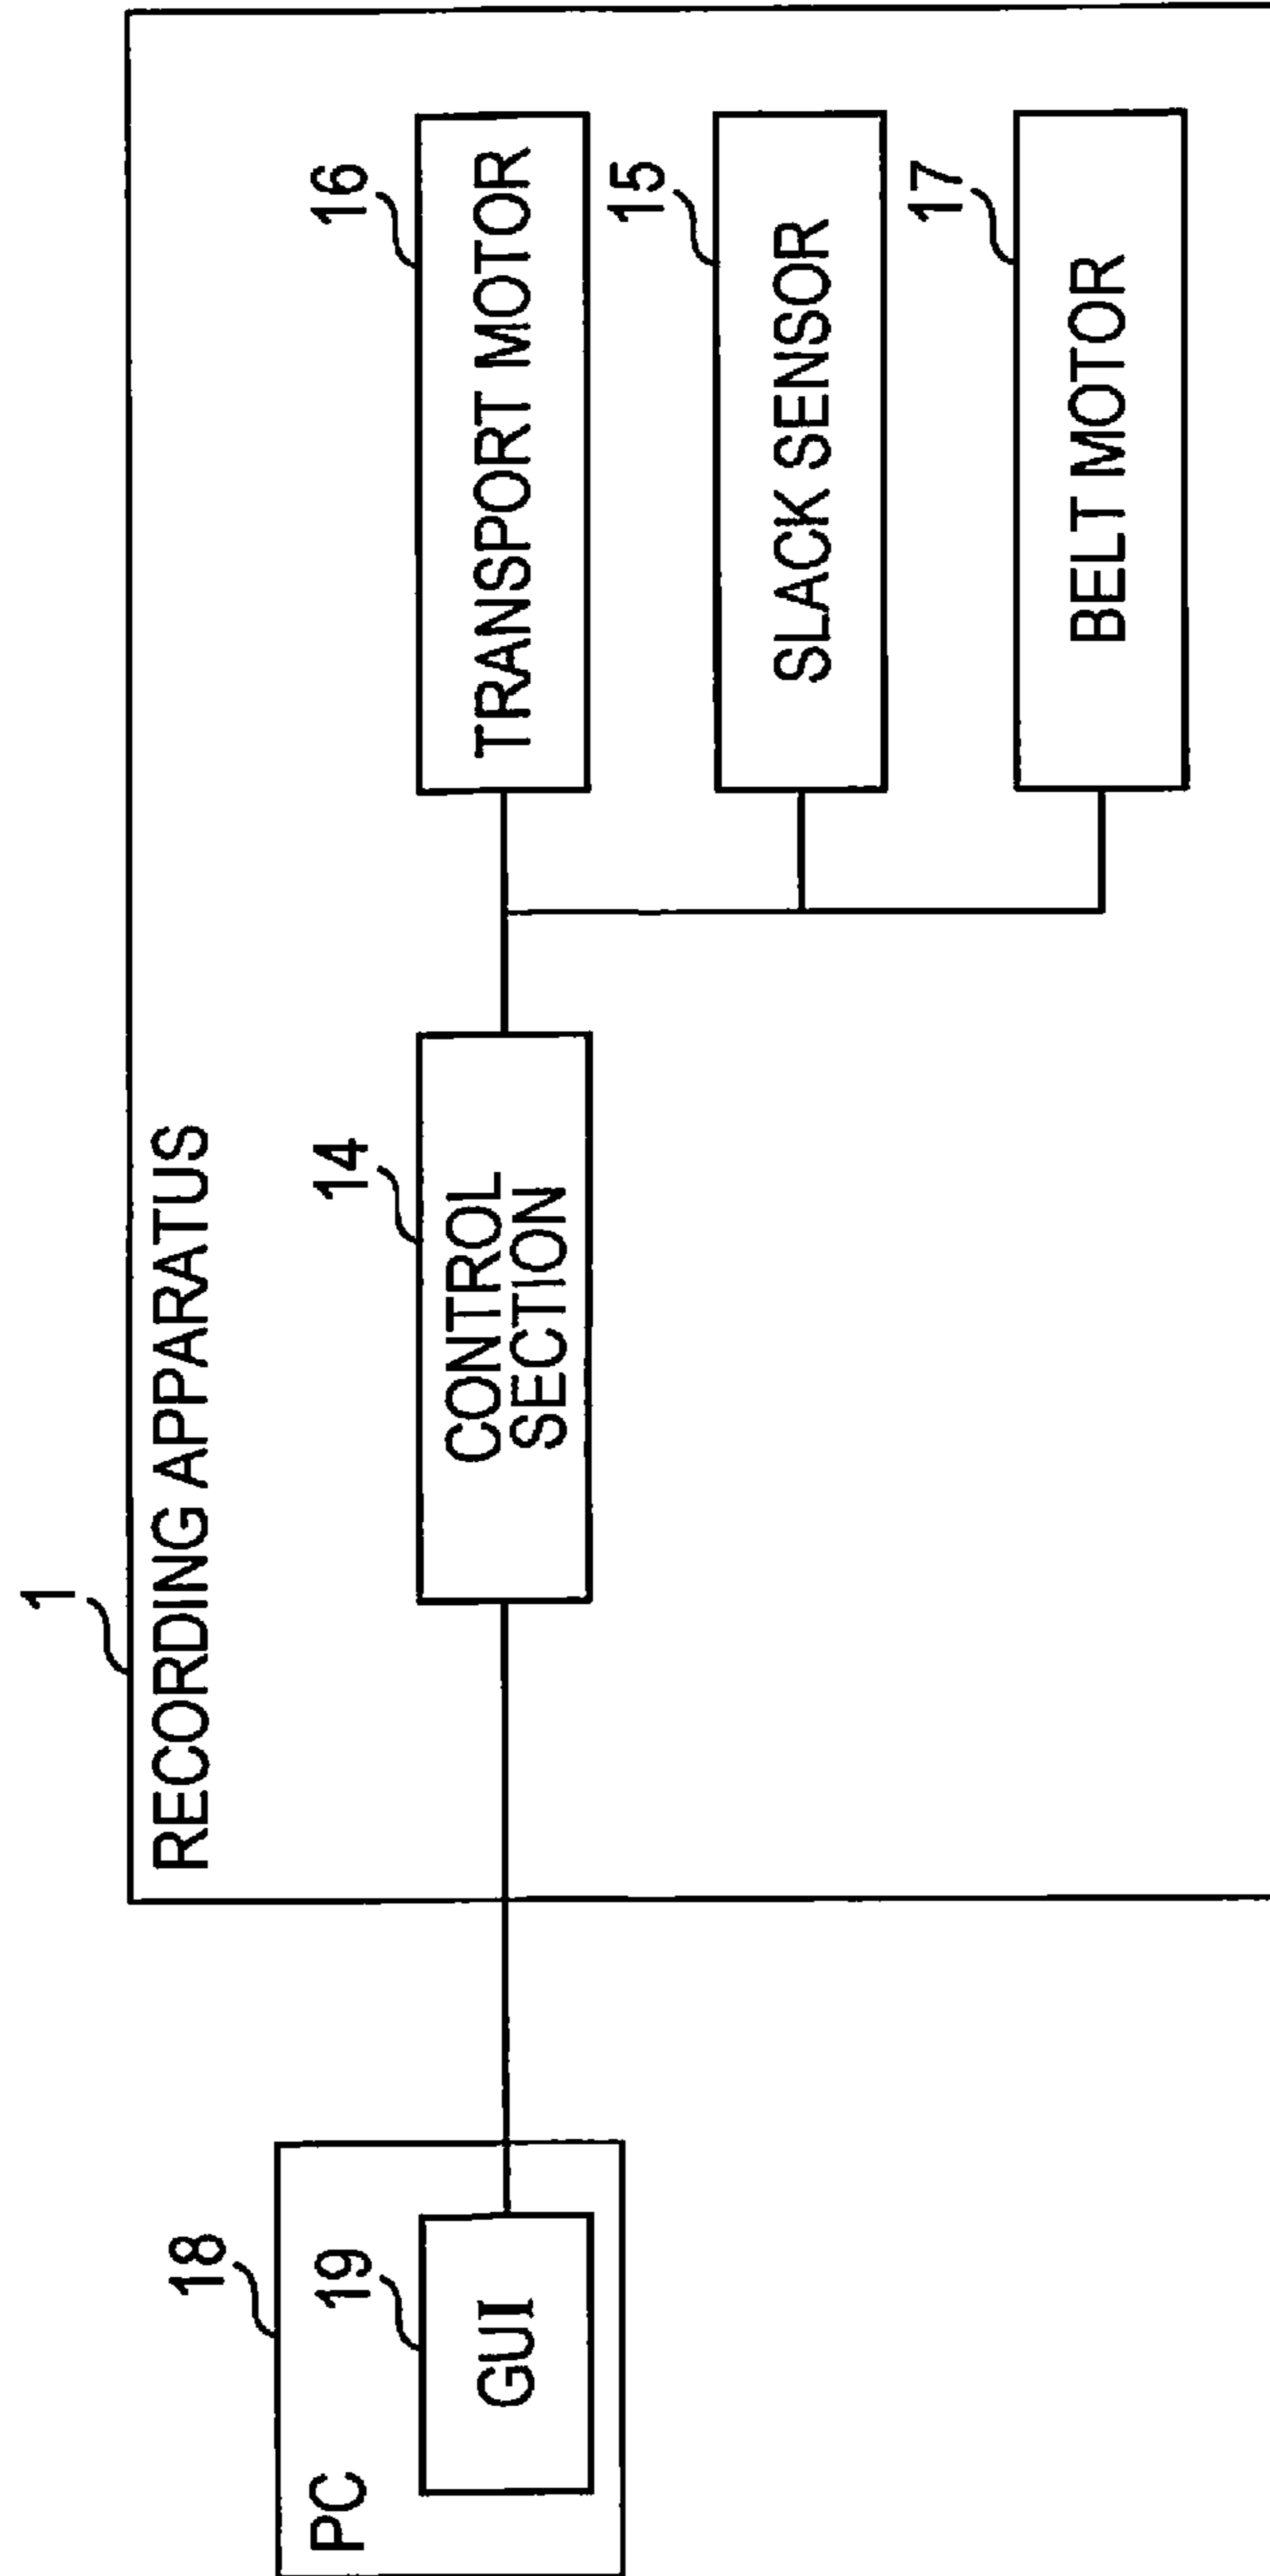 1
RECORDING APPARATUS
18
PC
19
GUI
14
CONTROL
SECTION
16
TRANSPORT MOTOR
15
SLACK SENSOR
17
BELT MOTOR